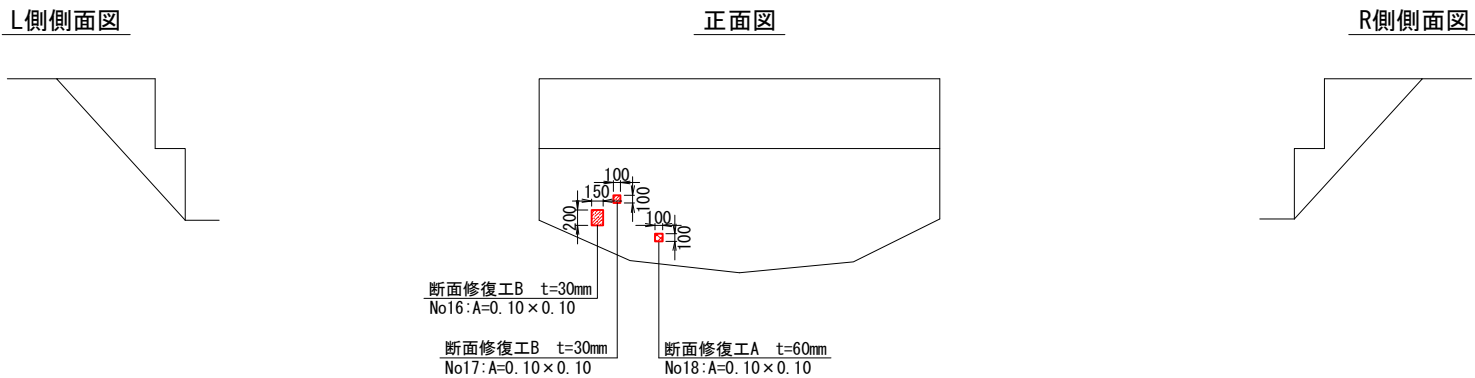 L側側面図
正面図
R側側面図
100
150
100
200
100
100
断面修復工B t=30mm
No16:A=0.10×0.10
断面修復工B t=30mm
No17:A=0.10×0.10
断面修復工A t=60mm
No18:A=0.10×0.10